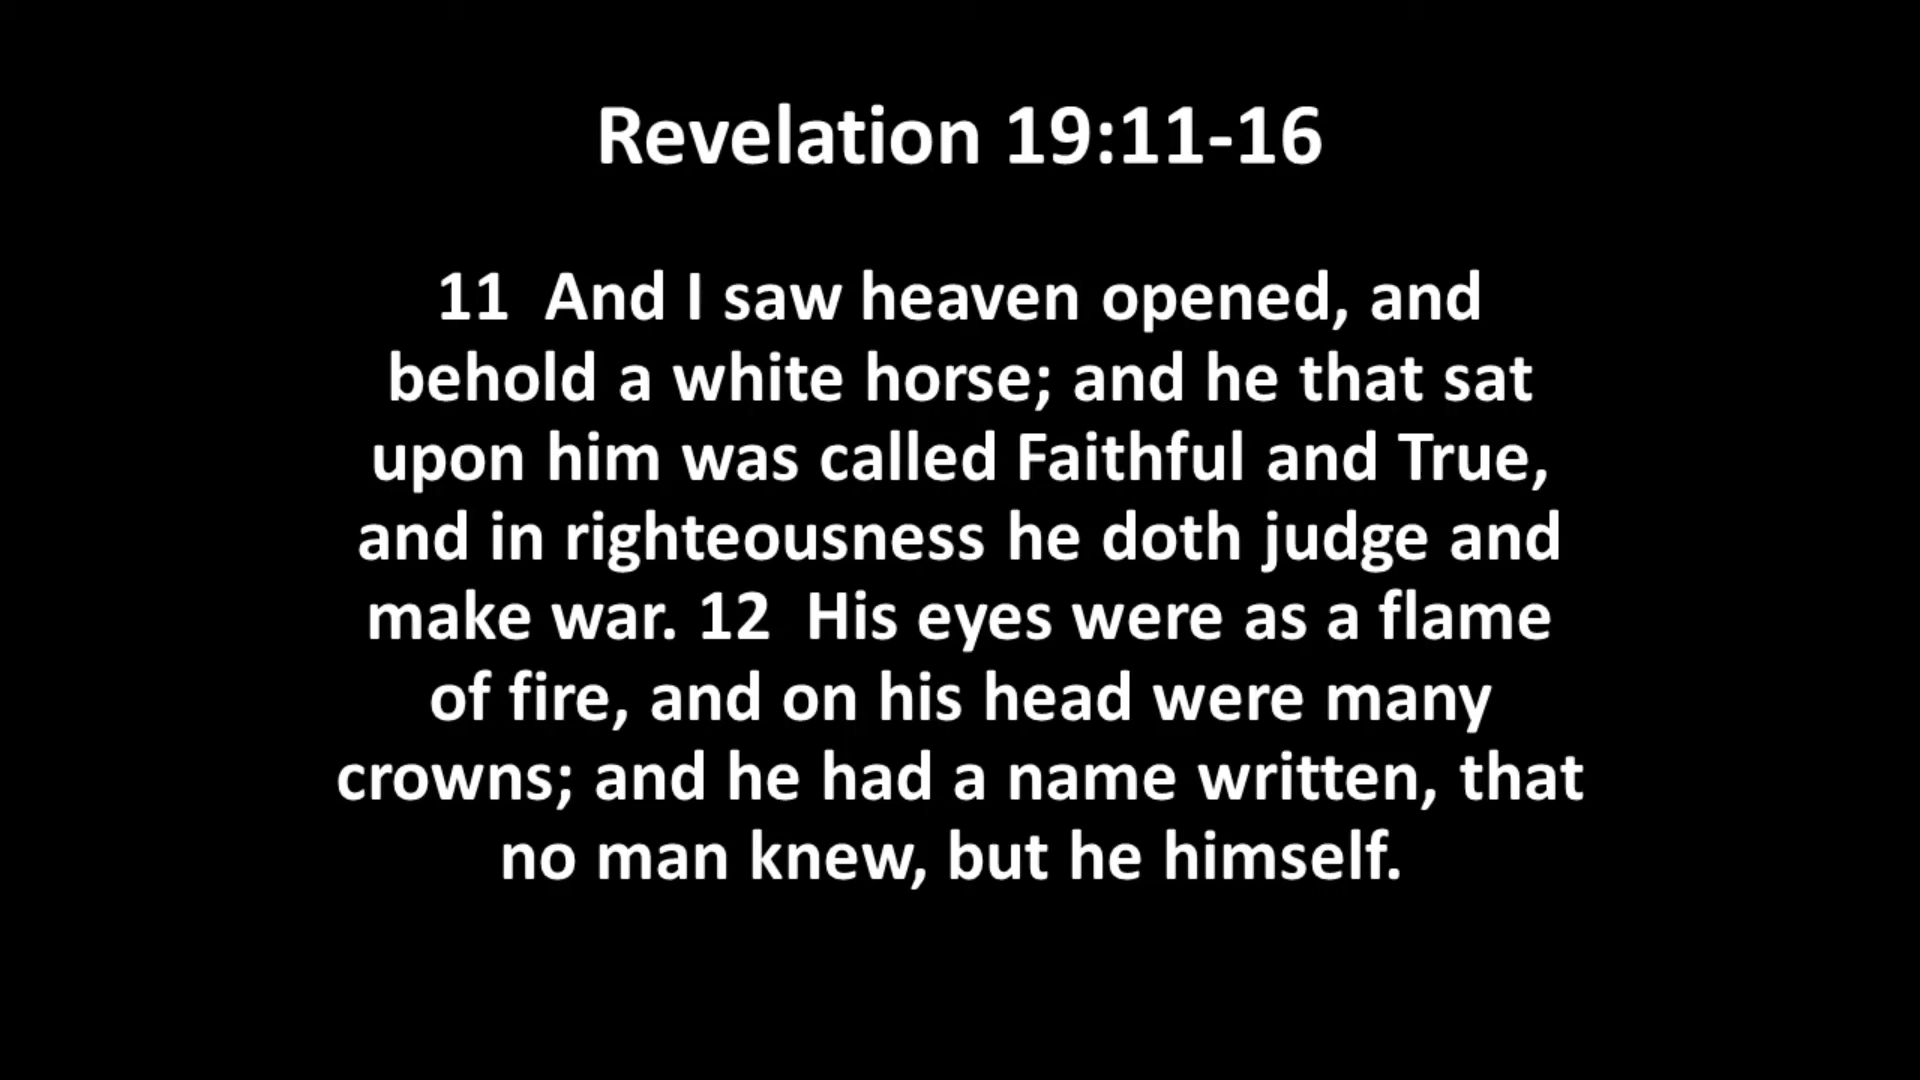 Revelation 19:11-16
11  And I saw heaven opened, and
behold a white horse; and he that sat
upon him was called Faithful and True,
and in righteousness he doth judge and
make war. 12  His eyes were as a flame
of fire, and on his head were many
crowns; and he had a name written, that
no man knew, but he himself.